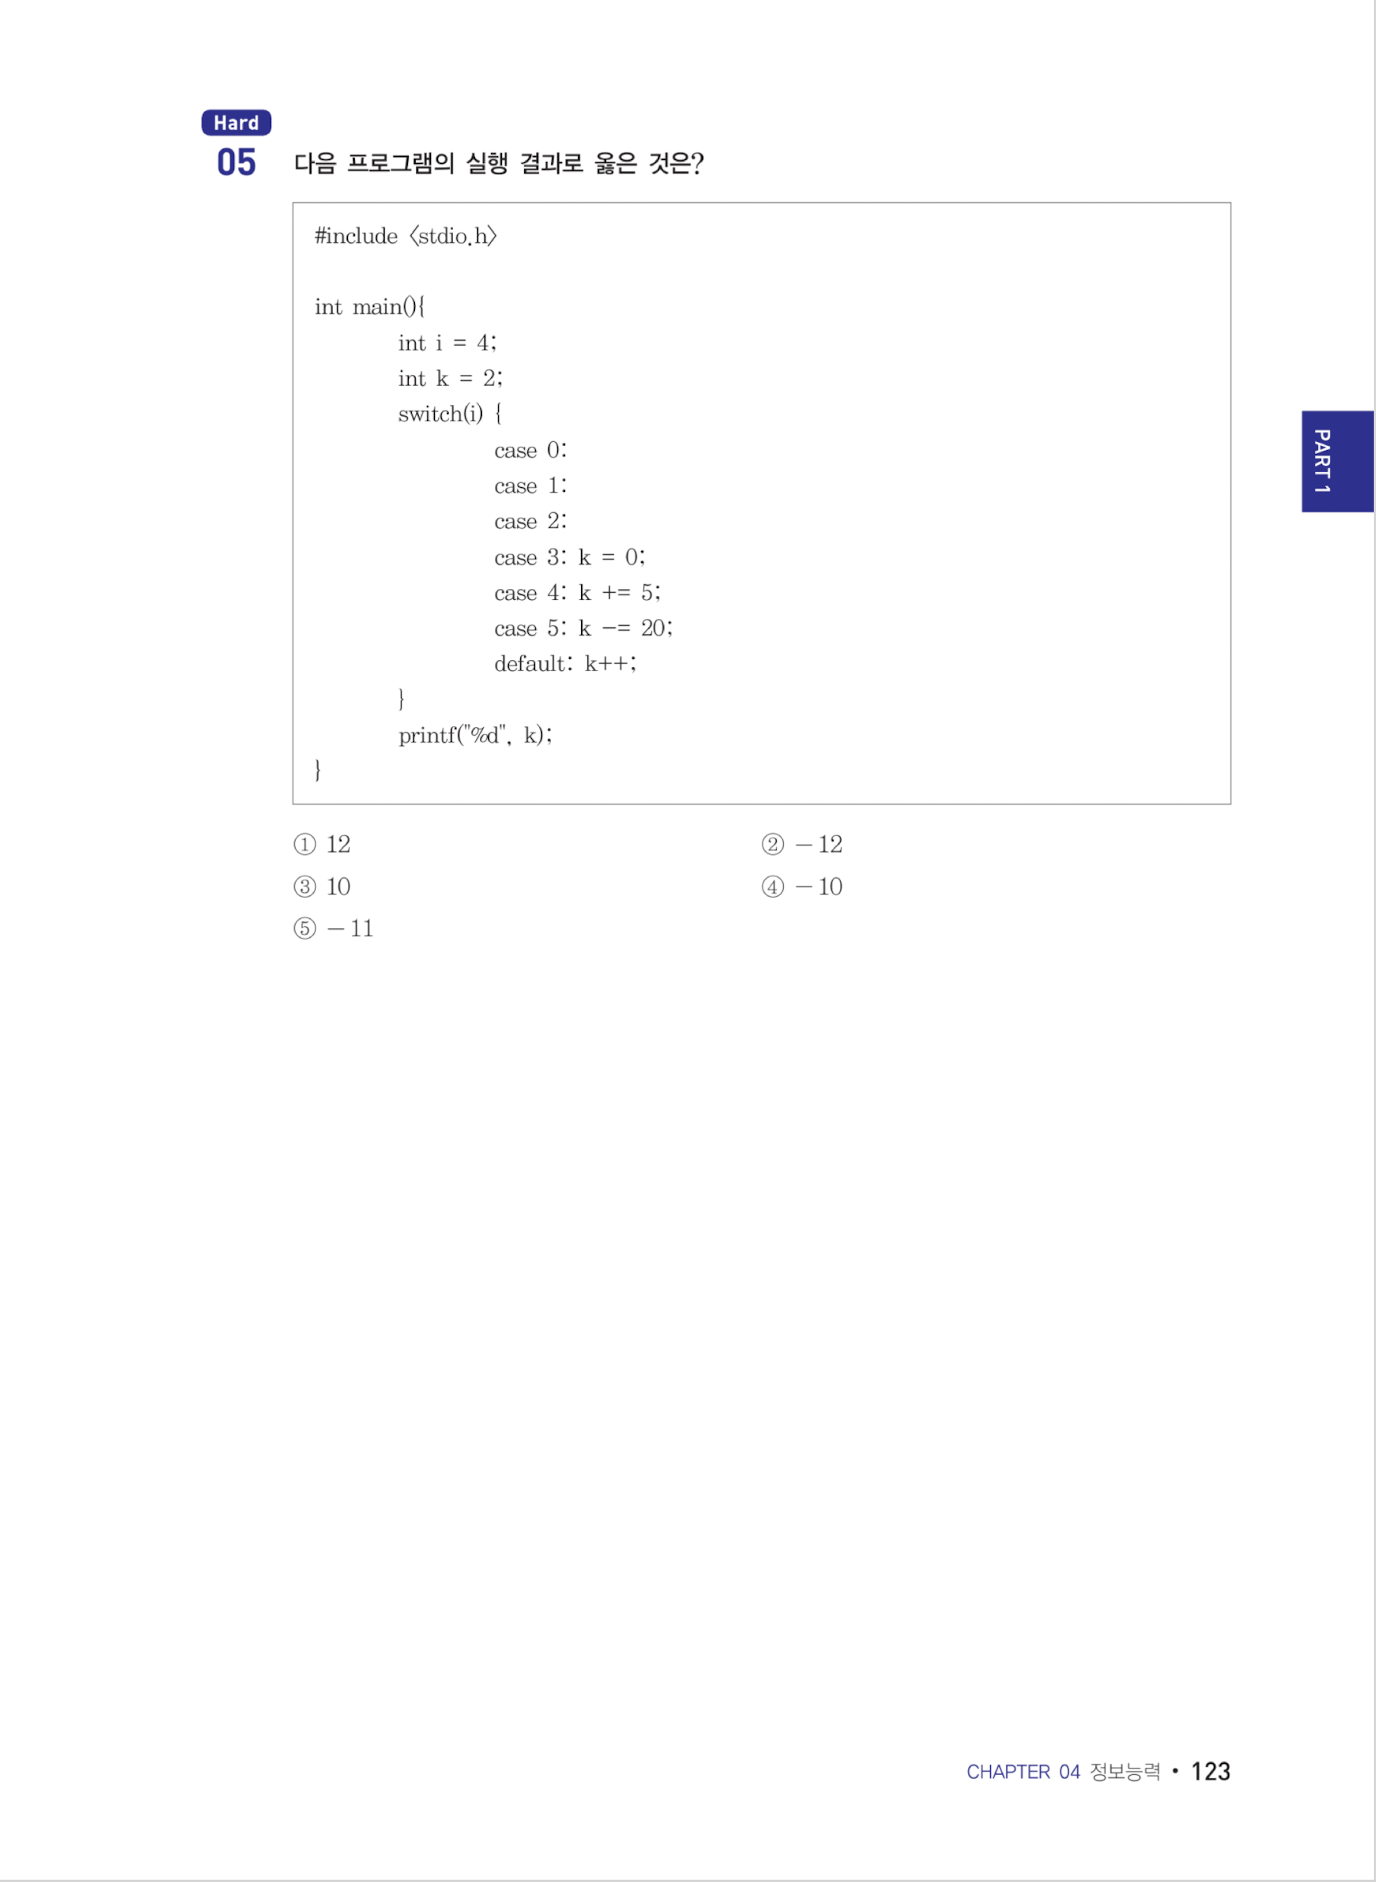 Hard
05 다음 프로그램의 실행 결과로 옳은 것은?
#include 〈stdio.h〉
int main(){
int i = 4;
int k = 2;
switch(i) {
case 0:
case 1:
case 2:
case 3: k = 0;
case 4: k += 5;
case 5: k −= 20;
default: k++;
}
printf("%d", k);
}
① 12 ② −12
③ 10 ④ −10
⑤ −11
PART 1
CHAPTER 04 정보능력 • 123